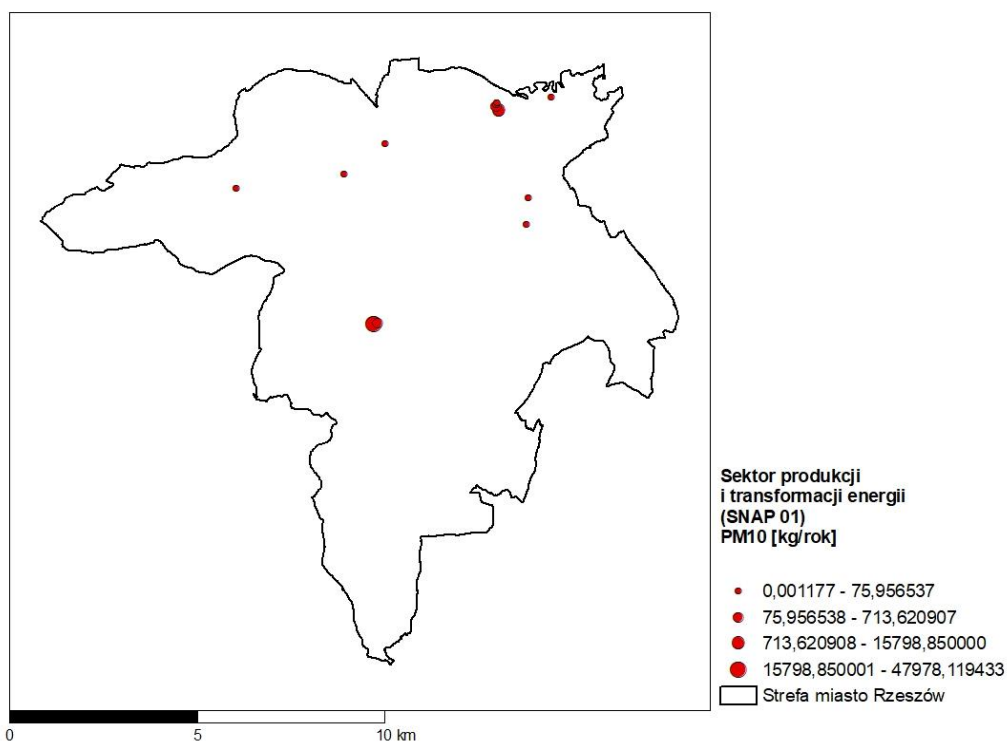 Sektor produkcji
i transformacji energii
(SNAP 01)
PM10 [kg/rok]
0,001177 - 75,956537
75,956538 - 713,620907
713,620908 - 15798,850000
15798,850001 - 47978,119433
Strefa miasto Rzeszów
0 5 10 km